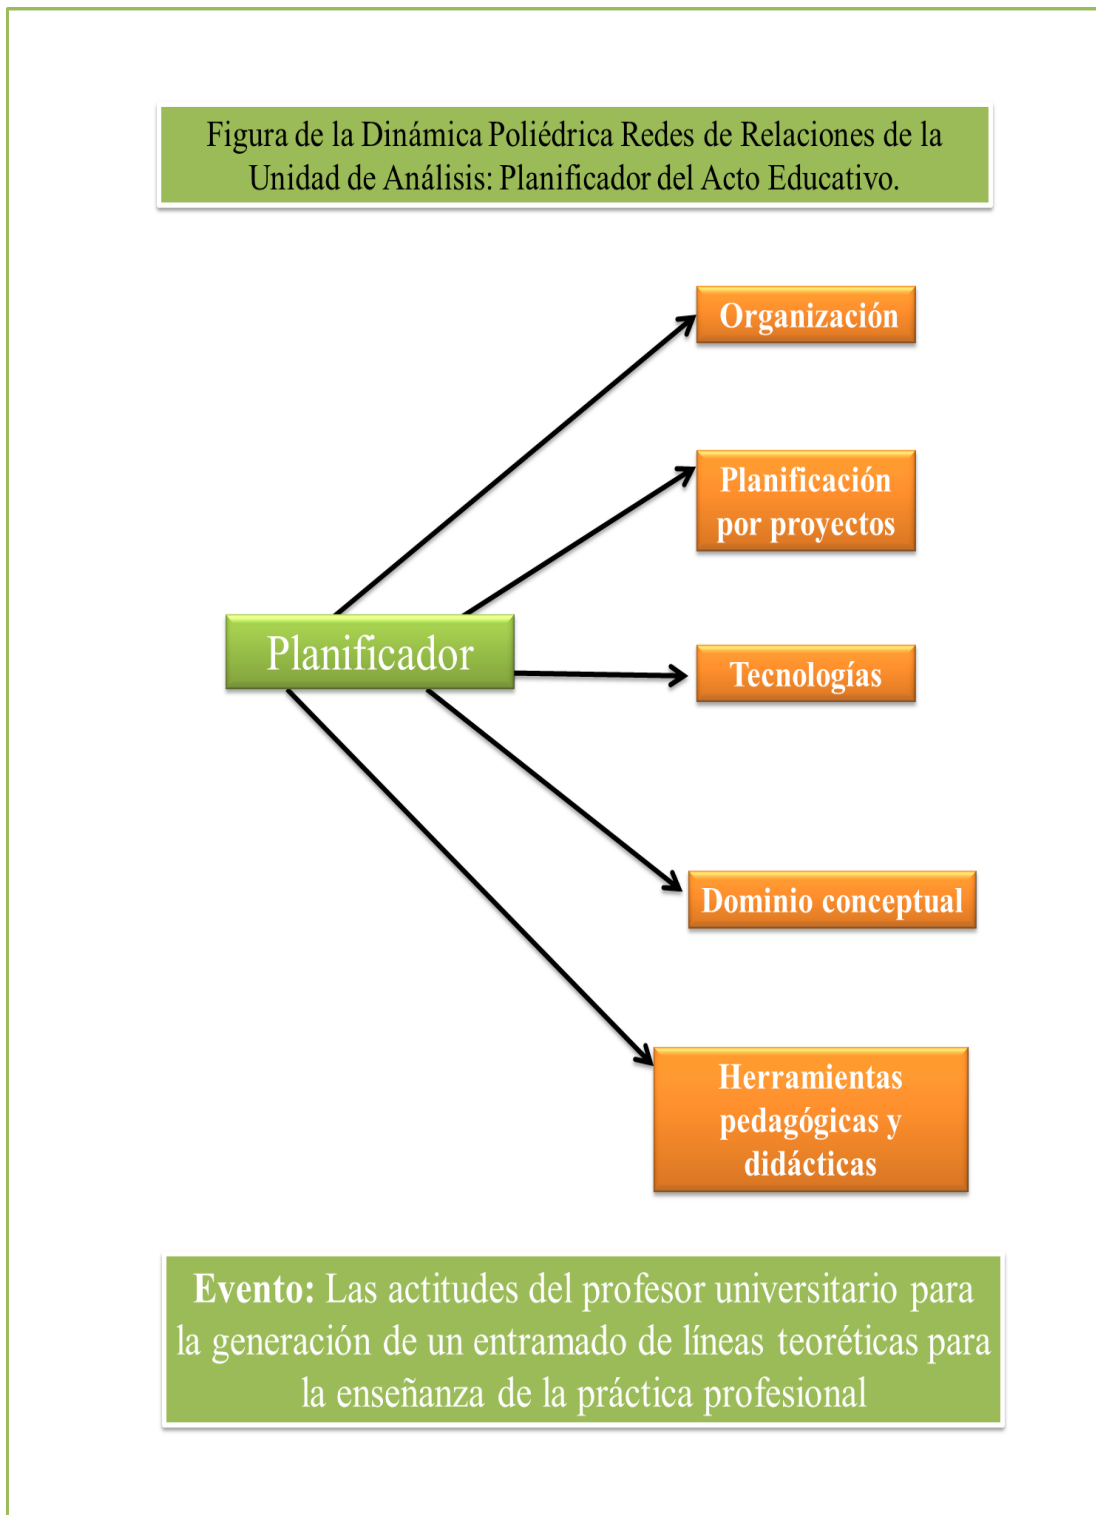 Figura de la Dinámica Poliédrica Redes de Relaciones de la
Unidad de Análisis: Planificador del Acto Educativo.
Organización
Planificación
por proyectos
Planificador
Tecnologías
Dominio conceptual
Herramientas
pedagógicas y
didácticas
Evento: Las actitudes del profesor universitario para
la generación de un entramado de líneas teoréticas para
la enseñanza de la práctica profesional